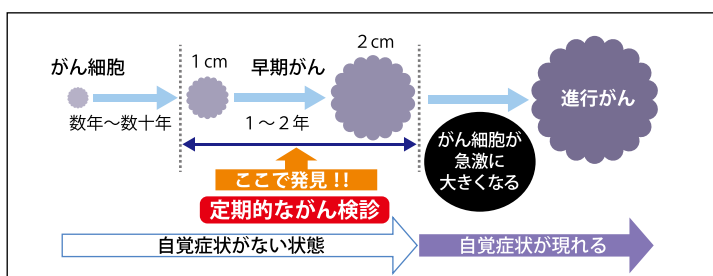 がん細胞
数年～数十年
1cm
早期がん
2cm
1～2年
ここで発見!!
定期的ながん検診
がん細胞が
急激に
大きくなる
進行がん
自覚症状がない状態
自覚症状が現れる